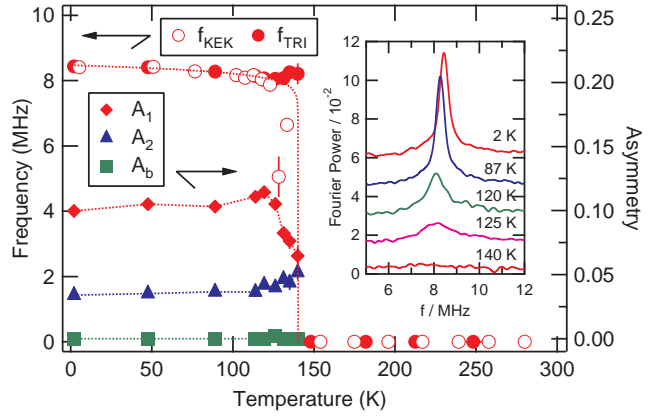 f_KEK f_TRI
A_1
A_2
A_b
Frequency (MHz)
10
8
6
4
2
0
0 50 100 150 200 250 300
Temperature (K)
Asymmetry
0.25
0.20
0.15
0.10
0.05
0.00
Fourier Power / 10^-2
12
10
8
6
4
2
0
2 K
87 K
120 K
125 K
140 K
5 6 8 10 12
f / MHz